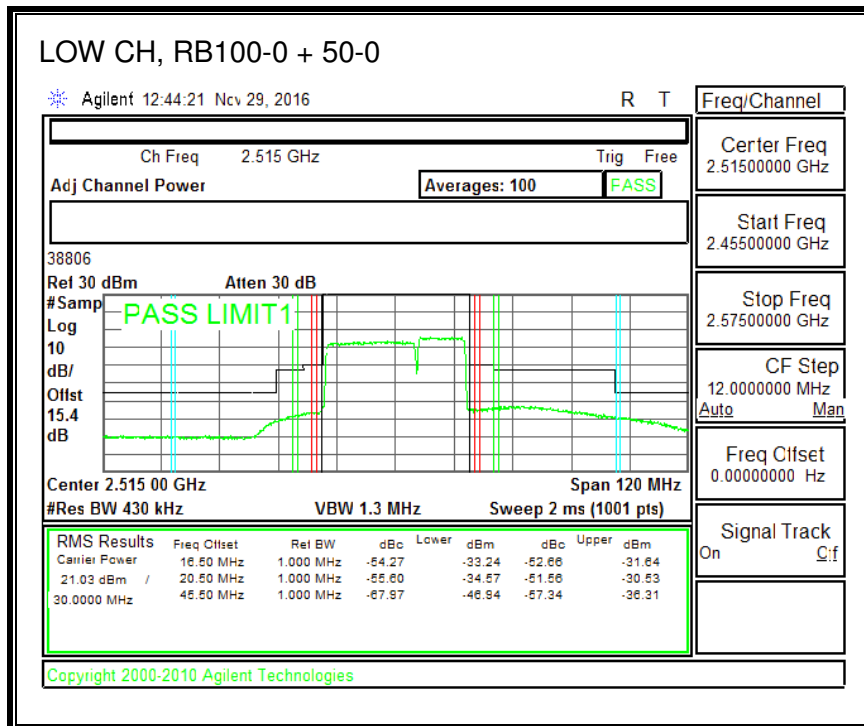 LOW CH, RB100-0 + 50-0
Agilent 12:44:21 Nov 29, 2016 R T
Freq/Channel
Ch Freq 2.515 GHz Trig Free
Adj Channel Power Averages: 100 PASS
Center Freq
2.51500000 GHz
Start Freq
2.45500000 GHz
Stop Freq
2.57500000 GHz
CF Step
12.0000000 MHz
Auto Man
Freq Offset
0.00000000 Hz
Signal Track
On Off
38806
Ref 30 dBm Atten 30 dB
#Samp
Log
10
dB/
Offst
15.4
dB
PASS LIMIT1
Center 2.515 00 GHz Span 120 MHz
#Res BW 430 kHz VBW 1.3 MHz Sweep 2 ms (1001 pts)
RMS Results Freq Offset Ref BW dBc Lower dBm dBc Upper dBm
Carrier Power 16.50 MHz 1.000 MHz -54.27 -33.24 -52.66 -31.64
21.03 dBm / 20.50 MHz 1.000 MHz -55.60 -34.57 -51.56 -30.53
30.0000 MHz 45.50 MHz 1.000 MHz -67.97 -46.94 -57.34 -36.31
Copyright 2000-2010 Agilent Technologies